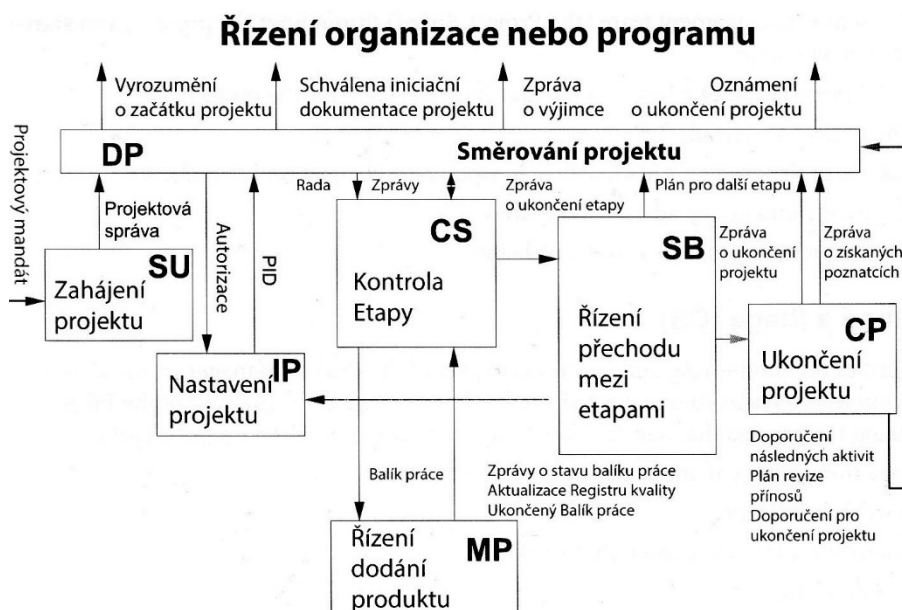 Řízení organizace nebo programu
Vyrozumění
o začátku projektu
Schválena iniciační
dokumentace projektu
Zpráva
o výjimce
Oznámení
o ukončení projektu
Projektový mandát
DP
Směrování projektu
Projektová
správa
Autorizace
PID
Rada
Zprávy
Zpráva
o ukončení etapy
Plán pro další etapu
Zpráva
o ukončení
projektu
Zpráva
o získaných
poznatcích
SU
Zahájení
projektu
CS
Kontrola
Etapy
SB
Řízení
přechodu
mezi
etapami
CP
Ukončení
projektu
IP
Nastavení
projektu
Balík práce
Zprávy o stavu balíku práce
Aktualizace Registru kvality
Ukončený Balík práce
Doporučení
následných aktivit
Plán revize
přínosů
Doporučení pro
ukončení projektu
MP
Řízení
dodání
produktu